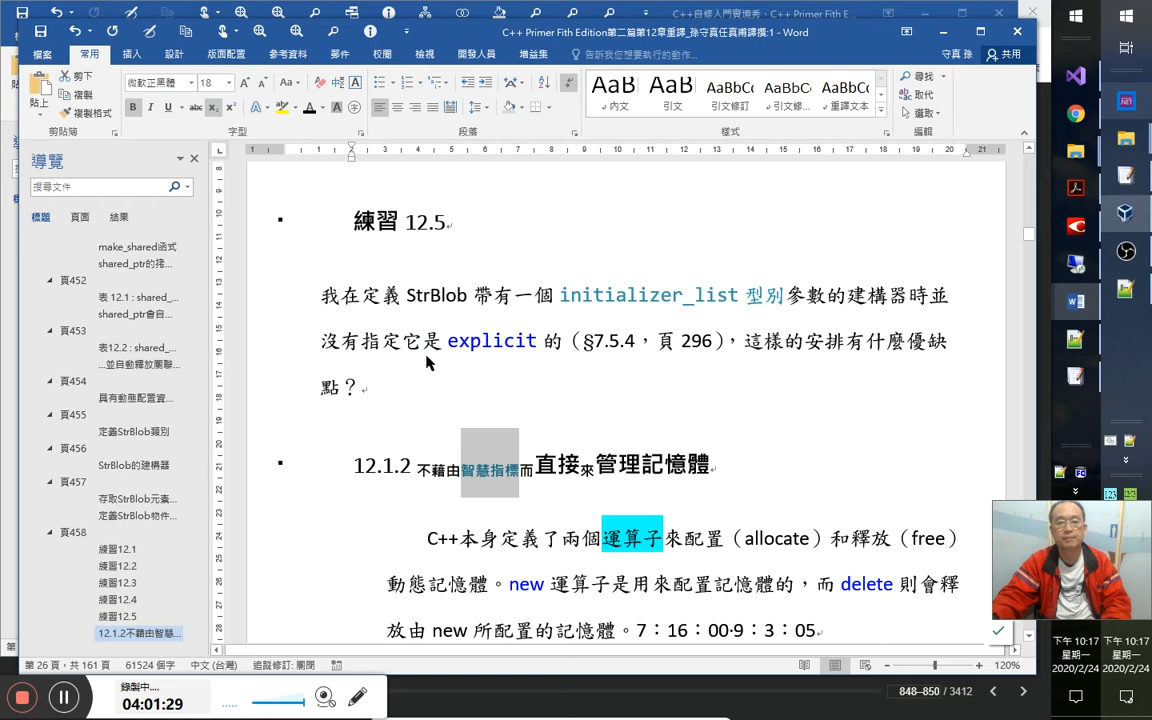 C++自修入門實境秀、C++ Primer Fifth E...
C++ Primer Fith Edition第二篇第12章重譯_孫守真任真甫譯撰:1 - Word
檔案 常用 插入 設計 版面配置 參考資料 郵件 校閱 檢視 開發人員 增益集 告訴我您想要執行的動作... 守真 孫 共用
剪下
複製
複製格式
貼上
微軟正黑體 18
剪貼簿 字型 段落 樣式 編輯
AaB AaB AaBbCc AaBbCc AaBbC
內文 引文 引文修訂 引文修... 重譯文本
尋找
取代
選取
導覽
搜尋文件
標題 頁面 結果
make_shared函式
shared_ptr的拷...
頁452
表 12.1 : shared_...
shared_ptr會自...
頁453
表12.2 : shared_...
...並自動釋放關聯...
頁454
具有動態配置資...
頁455
定義StrBlob類別
頁456
StrBlob的建構器
頁457
存取StrBlob元素...
定義StrBlob物件...
頁458
練習12.1
練習12.2
練習12.3
練習12.4
練習12.5
12.1.2不藉由智慧...
練習 12.5
我在定義 StrBlob 帶有一個 initializer_list 型別參數的建構器時並
沒有指定它是 explicit 的（§7.5.4，頁 296），這樣的安排有什麼優缺
點？
12.1.2 不藉由智慧指標而直接來管理記憶體
C++本身定義了兩個運算子來配置（allocate）和釋放（free）
動態記憶體。new 運算子是用來配置記憶體的，而 delete 則會釋
放由 new 所配置的記憶體。7：16：00·9：3：05
第 26 頁，共 161 頁 61524 個字 中文 (台灣) 追蹤修訂: 關閉 120%
錄製中....
04:01:29
848–850 / 3412
下午 10:17
星期一
2020/2/24
下午 10:17
星期一
2020/2/24